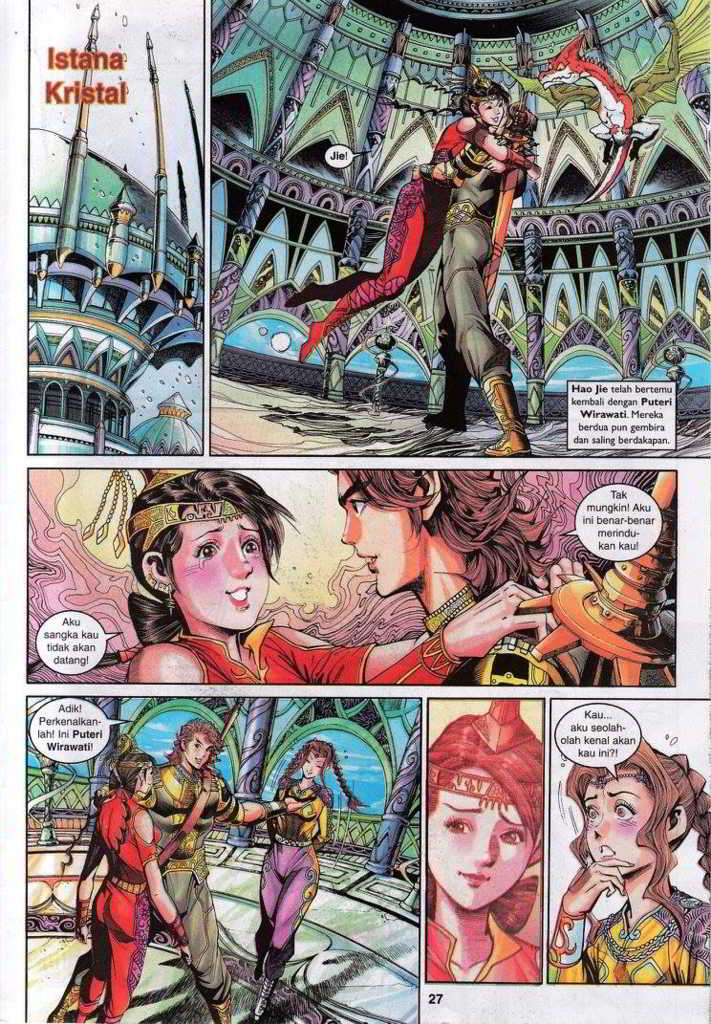 Istana
Kristal
Jie!
Hao Jie telah bertemu
kembali dengan Puteri
Wirawati. Mereka
berdua pun gembira
dan saling berdakapan.
Tak
mungkin! Aku
ini benar-benar
merindu-
kan kau!
Aku
sangka kau
tidak akan
datang!
Adik!
Perkenalkan-
lah! Ini Puteri
Wirawati!
Kau...
aku seolah-
olah kenal akan
kau ini?!
27